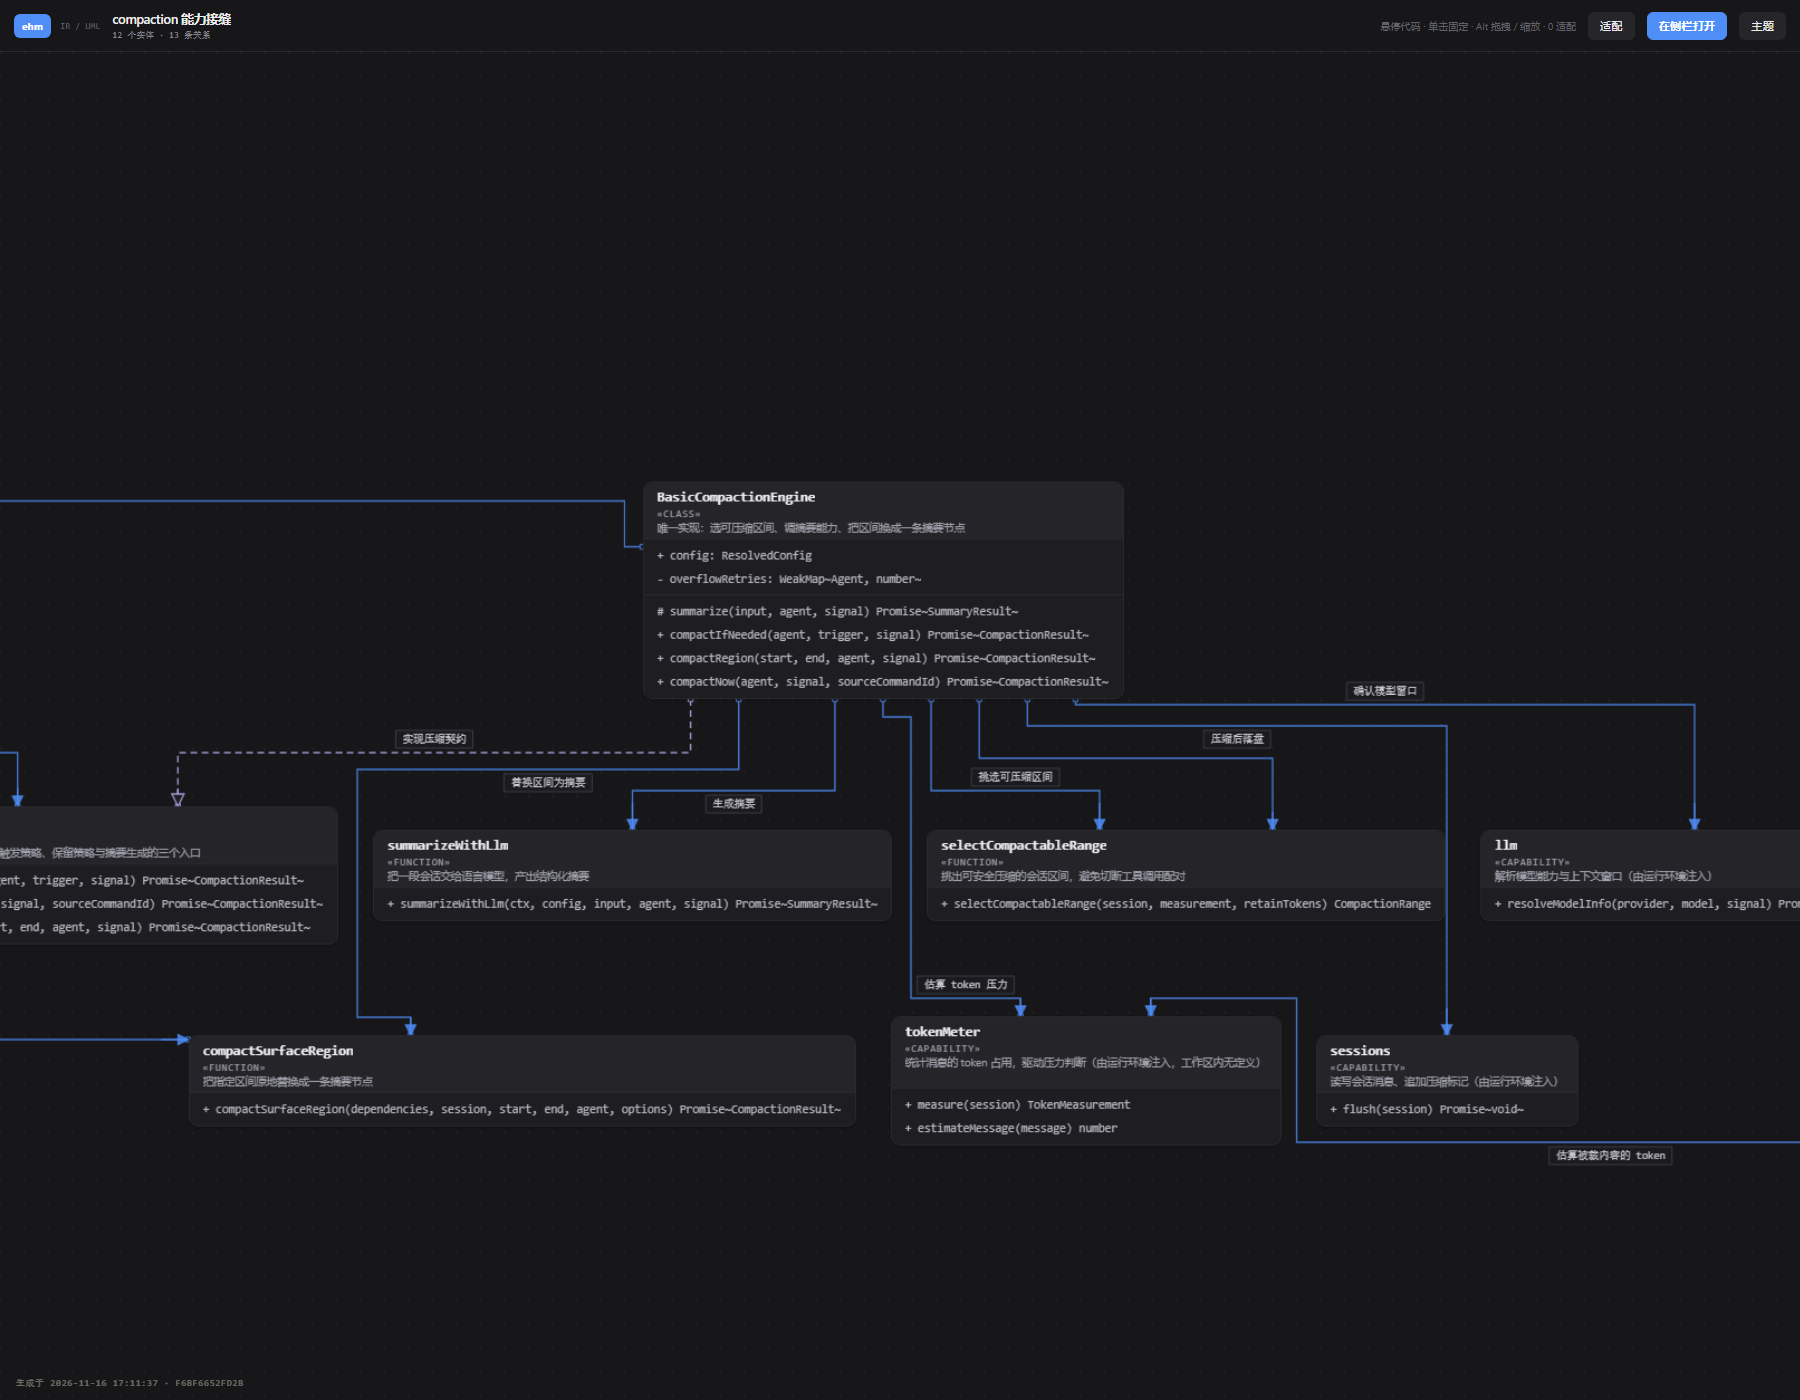 ehm
IR / UML
compaction 能力接缝
12 个实体 · 13 条关系
悬停代码 · 单击固定 · Alt 拖拽 / 缩放 · 0 适配
适配
在侧栏打开
主题
BasicCompactionEngine
«CLASS»
唯一实现：选可压缩区间、调摘要能力、把区间换成一条摘要节点
+ config: ResolvedConfig
- overflowRetries: WeakMap~Agent, number~
# summarize(input, agent, signal) Promise~SummaryResult~
+ compactIfNeeded(agent, trigger, signal) Promise~CompactionResult~
+ compactRegion(start, end, agent, signal) Promise~CompactionResult~
+ compactNow(agent, signal, sourceCommandId) Promise~CompactionResult~
确认模型窗口
实现压缩契约
压缩后落盘
替换区间为摘要
挑选可压缩区间
生成摘要
触发策略、保留策略与摘要生成的三个入口
ent, trigger, signal) Promise~CompactionResult~
signal, sourceCommandId) Promise~CompactionResult~
t, end, agent, signal) Promise~CompactionResult~
summarizeWithLlm
«FUNCTION»
把一段会话交给语言模型，产出结构化摘要
+ summarizeWithLlm(ctx, config, input, agent, signal) Promise~SummaryResult~
selectCompactableRange
«FUNCTION»
挑出可安全压缩的会话区间，避免切断工具调用配对
+ selectCompactableRange(session, measurement, retainTokens) CompactionRange
llm
«CAPABILITY»
解析模型能力与上下文窗口（由运行环境注入）
+ resolveModelInfo(provider, model, signal) Pro
估算 token 压力
compactSurfaceRegion
«FUNCTION»
把指定区间原地替换成一条摘要节点
+ compactSurfaceRegion(dependencies, session, start, end, agent, options) Promise~CompactionResult~
tokenMeter
«CAPABILITY»
统计消息的 token 占用，驱动压力判断（由运行环境注入，工作区内无定义）
+ measure(session) TokenMeasurement
+ estimateMessage(message) number
sessions
«CAPABILITY»
读写会话消息、追加压缩标记（由运行环境注入）
+ flush(session) Promise~void~
估算被裁内容的 token
生成于 2026-11-16 17:11:37 · F6BF6652FD2B